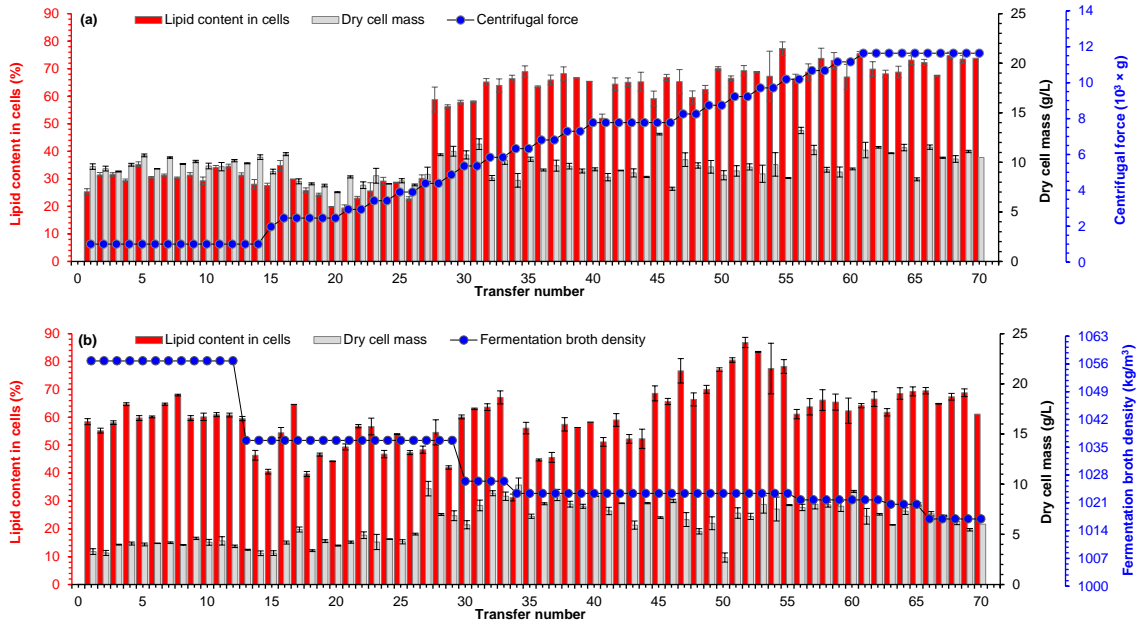 (a)
Lipid content in cells
Dry cell mass
Centrifugal force
Lipid content in cells (%)
90
80
70
60
50
40
30
20
10
0
25
20
15
10
5
0
Dry cell mass (g/L)
14
12
10
8
6
4
2
0
Centrifugal force (10³ × g)
0 5 10 15 20 25 30 35 40 45 50 55 60 65 70
Transfer number
(b)
Lipid content in cells
Dry cell mass
Fermentation broth density
Lipid content in cells (%)
90
80
70
60
50
40
30
20
10
0
25
20
15
10
5
0
Dry cell mass (g/L)
1063
1056
1049
1042
1035
1028
1021
1014
1007
1000
Fermentation broth density (kg/m³)
0 5 10 15 20 25 30 35 40 45 50 55 60 65 70
Transfer number